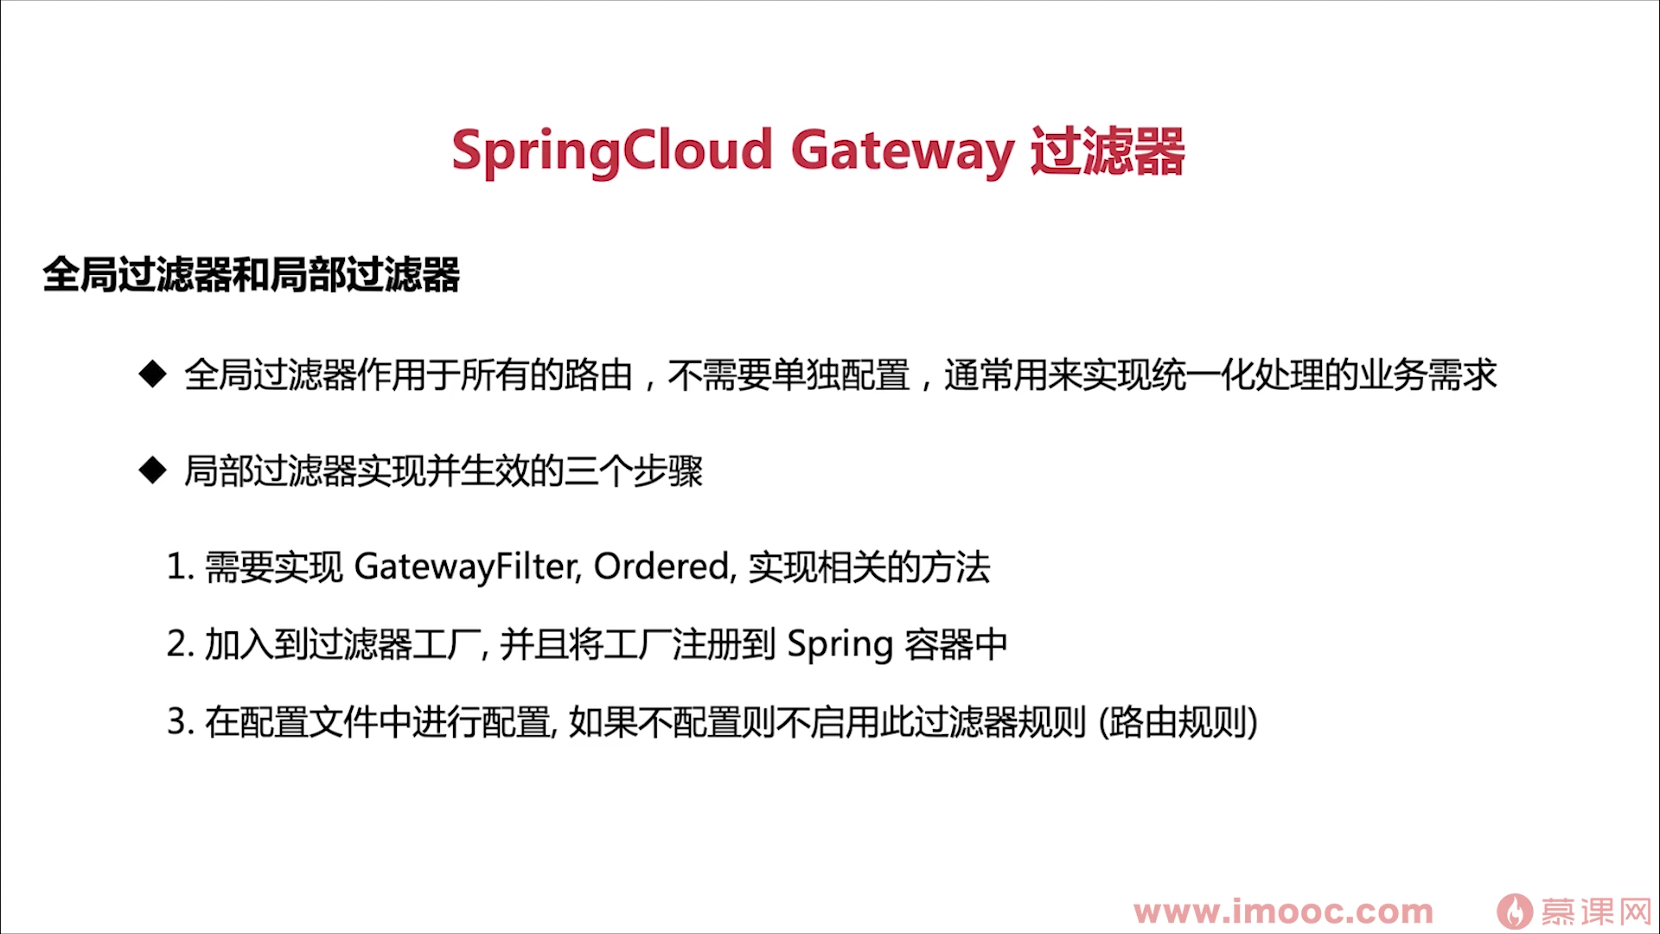 SpringCloud Gateway 过滤器
全局过滤器和局部过滤器
◆ 全局过滤器作用于所有的路由，不需要单独配置，通常用来实现统一化处理的业务需求
◆ 局部过滤器实现并生效的三个步骤
1. 需要实现 GatewayFilter, Ordered, 实现相关的方法
2. 加入到过滤器工厂, 并且将工厂注册到 Spring 容器中
3. 在配置文件中进行配置, 如果不配置则不启用此过滤器规则 (路由规则)
www.imooc.com 慕课网